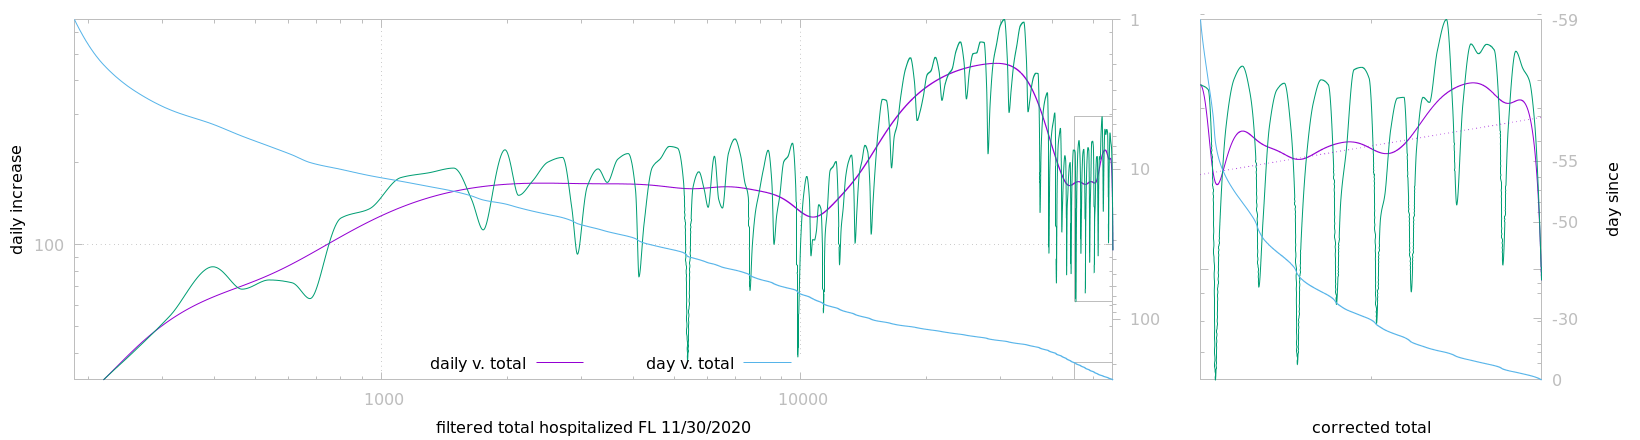 1
-59
10
-55
-50
100
100
-30
0
daily increase
day since
daily v. total
day v. total
1000
10000
filtered total hospitalized FL 11/30/2020
corrected total